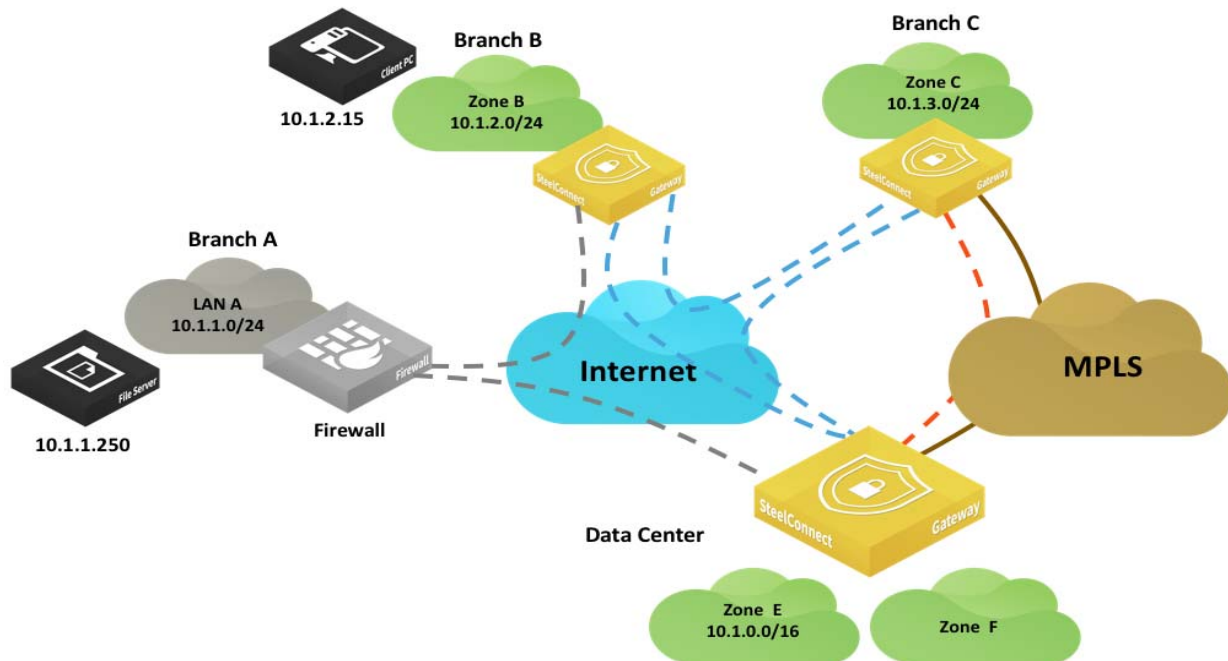 Branch B
Branch C
Client PC
10.1.2.15
Zone B
10.1.2.0/24
Zone C
10.1.3.0/24
SteelConnect
Gateway
SteelConnect
Gateway
Branch A
LAN A
10.1.1.0/24
File Server
10.1.1.250
Firewall
Firewall
Internet
MPLS
SteelConnect
Gateway
Data Center
Zone E
10.1.0.0/16
Zone F